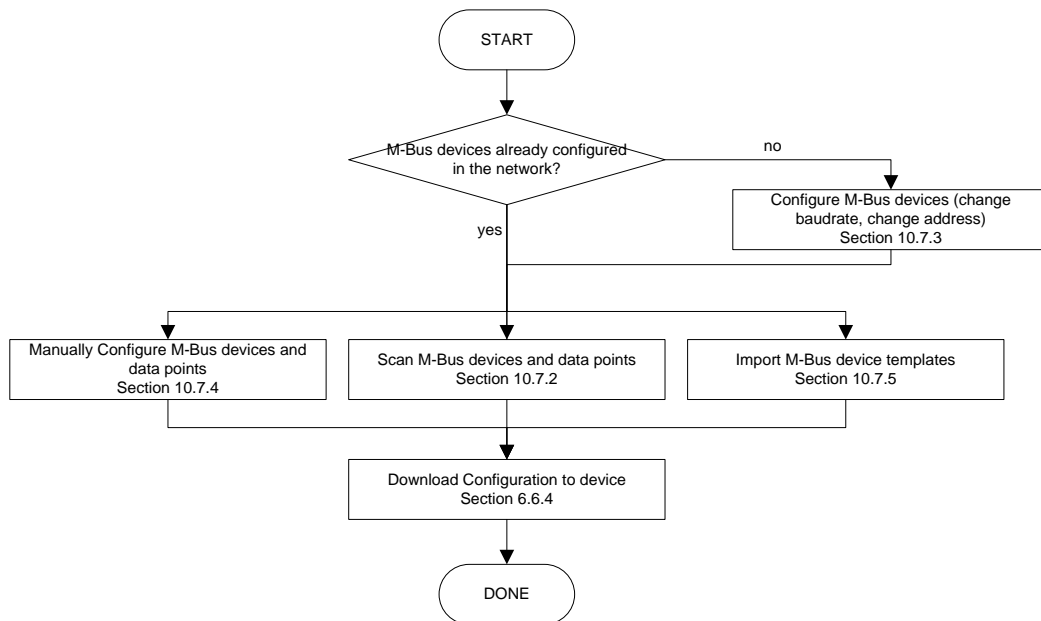 START
M-Bus devices already configured
in the network?
no
Configure M-Bus devices (change
baudrate, change address)
Section 10.7.3
yes
Manually Configure M-Bus devices and
data points
Section 10.7.4
Scan M-Bus devices and data points
Section 10.7.2
Import M-Bus device templates
Section 10.7.5
Download Configuration to device
Section 6.6.4
DONE